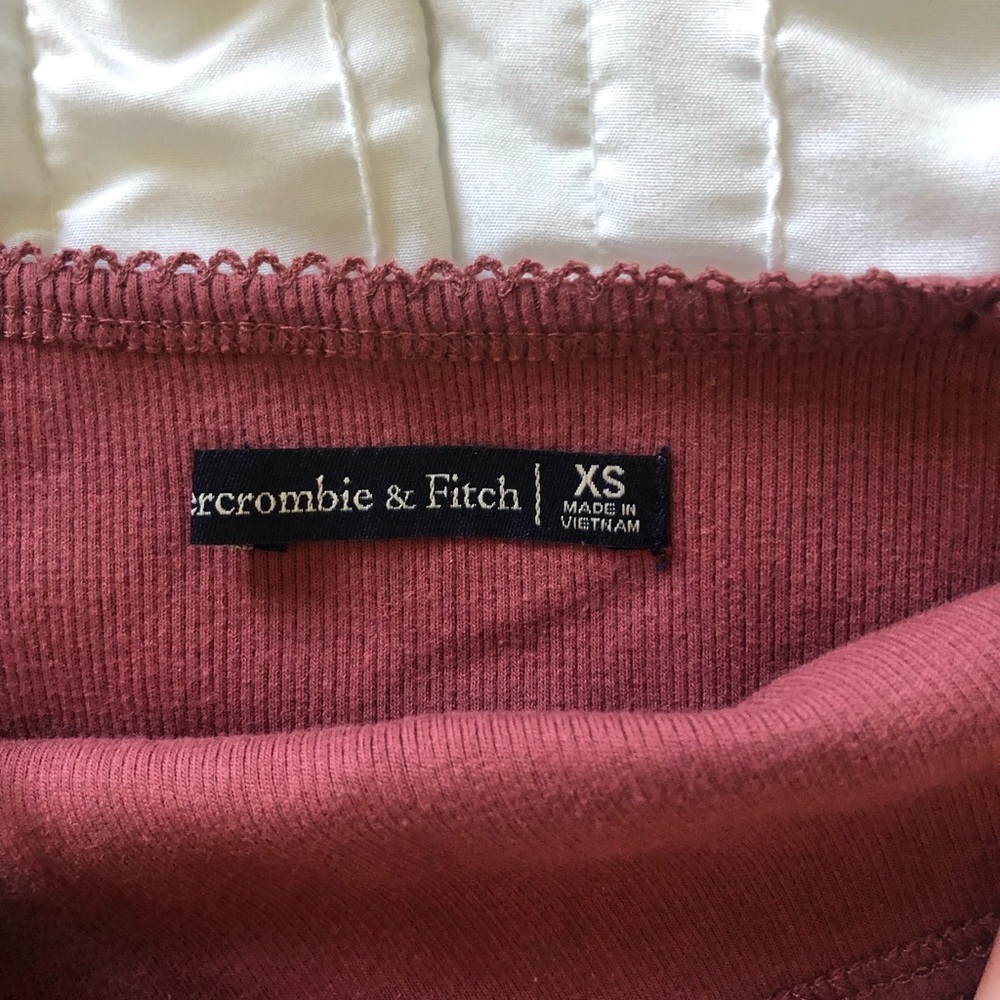 ercrombie & Fitch | XS
MADE IN
VIETNAM